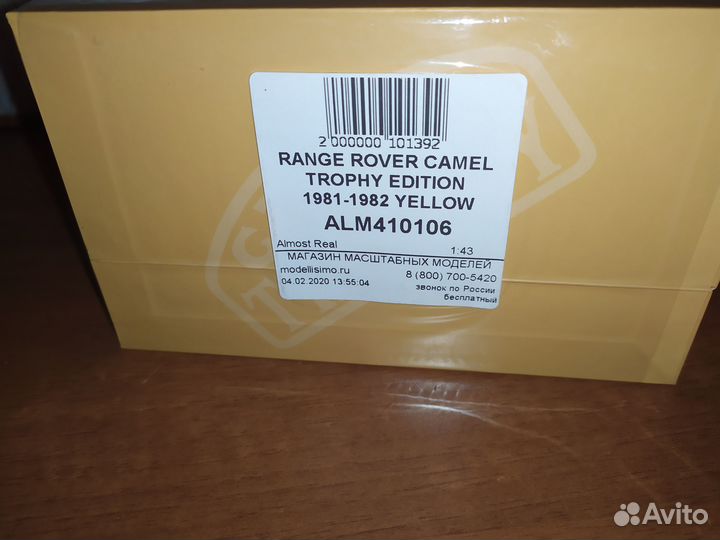 2 000000 101392
RANGE ROVER CAMEL
TROPHY EDITION
1981-1982 YELLOW
ALM410106
Almost Real 1:43
МАГАЗИН МАСШТАБНЫХ МОДЕЛЕЙ
modellisimo.ru 8 (800) 700-5420
04.02.2020 13:55:04 звонок по России
бесплатный
Avito